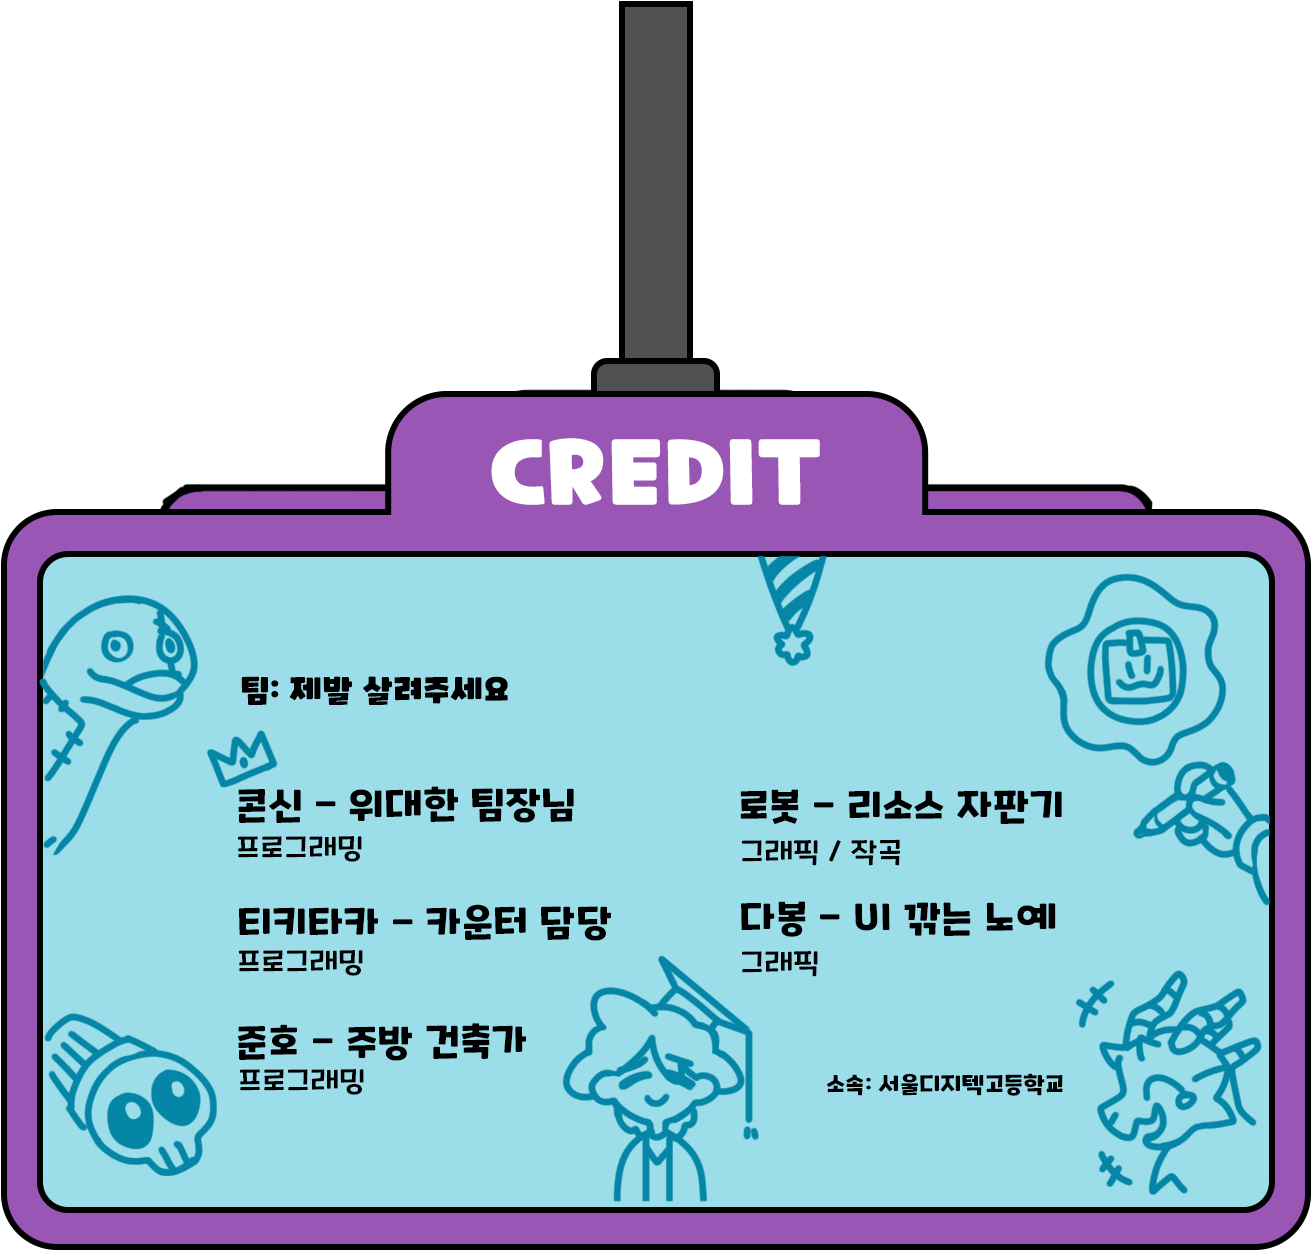 CREDIT
팀: 제발 살려주세요
콘신 - 위대한 팀장님
프로그래밍
티키타카 - 카운터 담당
프로그래밍
준호 - 주방 건축가
프로그래밍
로봇 - 리소스 자판기
그래픽 / 작곡
다봉 - UI 깎는 노예
그래픽
소속: 서울디지텍고등학교